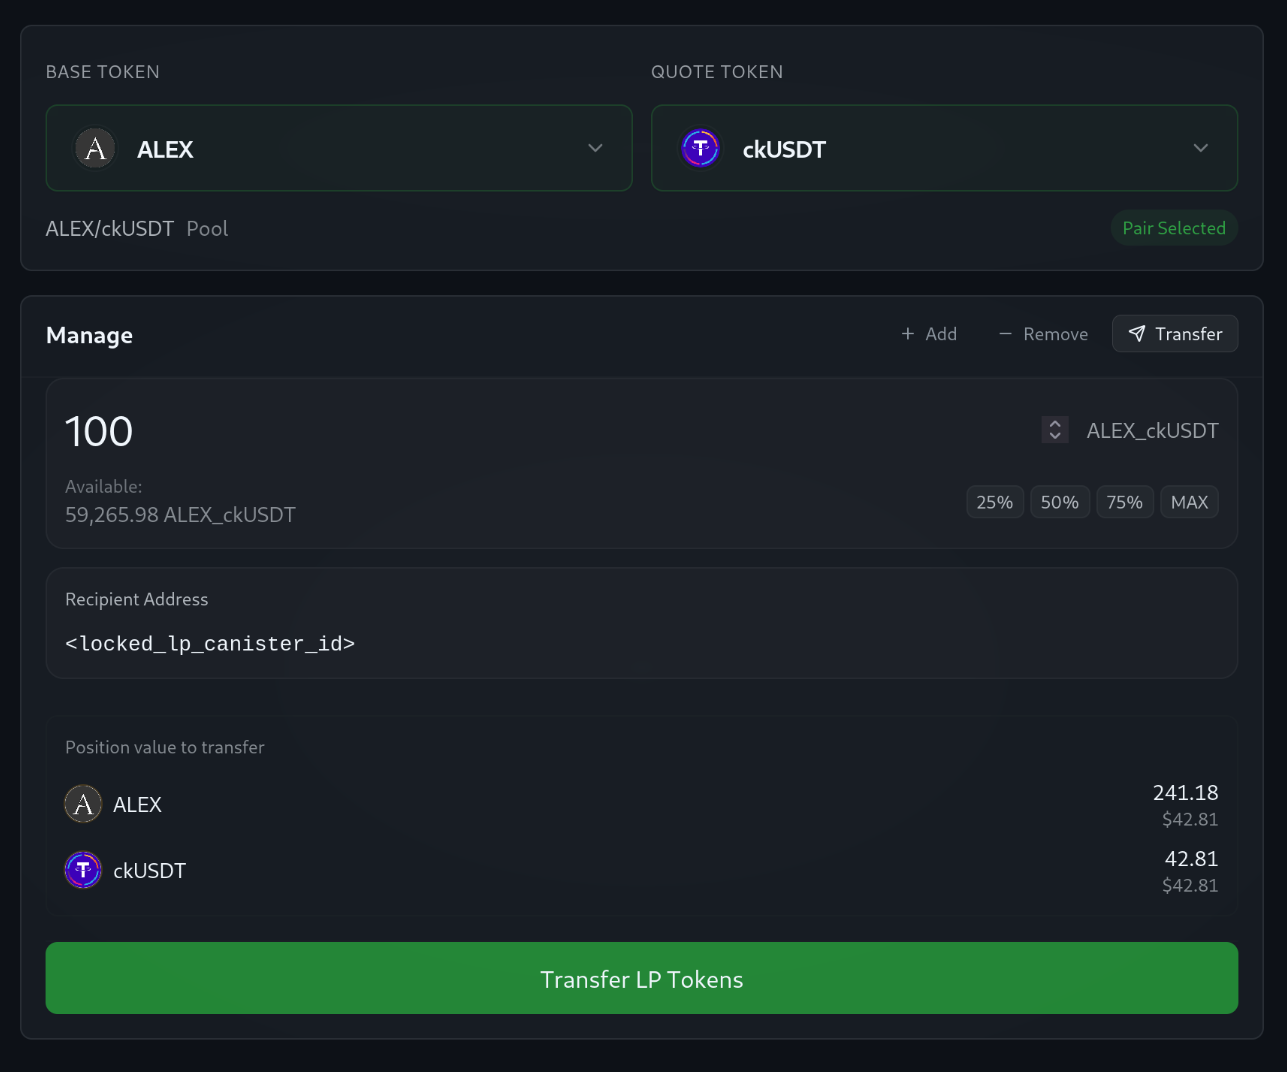 BASE TOKEN
QUOTE TOKEN
A ALEX
T ckUSDT
ALEX/ckUSDT Pool
Pair Selected
Manage
+ Add
− Remove
Transfer
100
ALEX_ckUSDT
Available:
59,265.98 ALEX_ckUSDT
25% 50% 75% MAX
Recipient Address
<locked_lp_canister_id>
Position value to transfer
A ALEX
241.18
$42.81
T ckUSDT
42.81
$42.81
Transfer LP Tokens